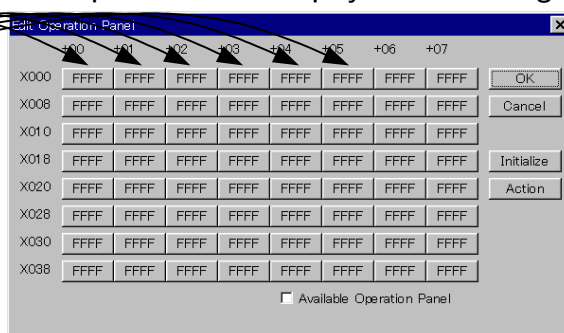 Edit Operation Panel
+00 +01 +02 +03 +04 +05 +06 +07
X000 FFFF FFFF FFFF FFFF FFFF FFFF FFFF FFFF OK
X008 FFFF FFFF FFFF FFFF FFFF FFFF FFFF FFFF Cancel
X010 FFFF FFFF FFFF FFFF FFFF FFFF FFFF FFFF
X018 FFFF FFFF FFFF FFFF FFFF FFFF FFFF FFFF Initialize
X020 FFFF FFFF FFFF FFFF FFFF FFFF FFFF FFFF Action
X028 FFFF FFFF FFFF FFFF FFFF FFFF FFFF FFFF
X030 FFFF FFFF FFFF FFFF FFFF FFFF FFFF FFFF
X038 FFFF FFFF FFFF FFFF FFFF FFFF FFFF FFFF
Available Operation Panel